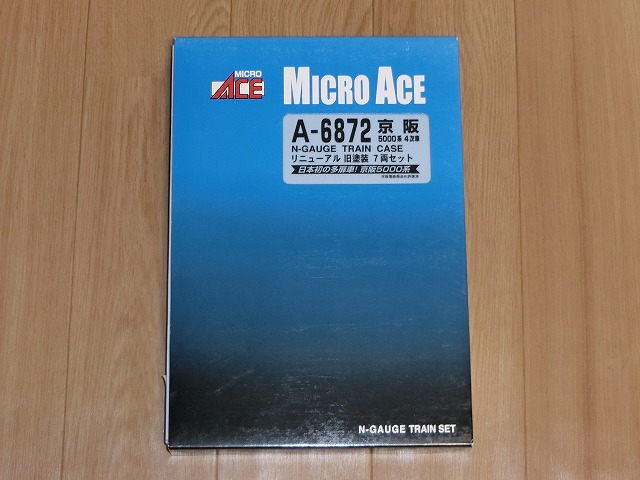 MICRO ACE
MICRO ACE
A-6872 京阪 5000系 4次車
N-GAUGE TRAIN CASE
リニューアル 旧塗装 7両セット
日本初の多扉車! 京阪5000系
N-GAUGE TRAIN SET